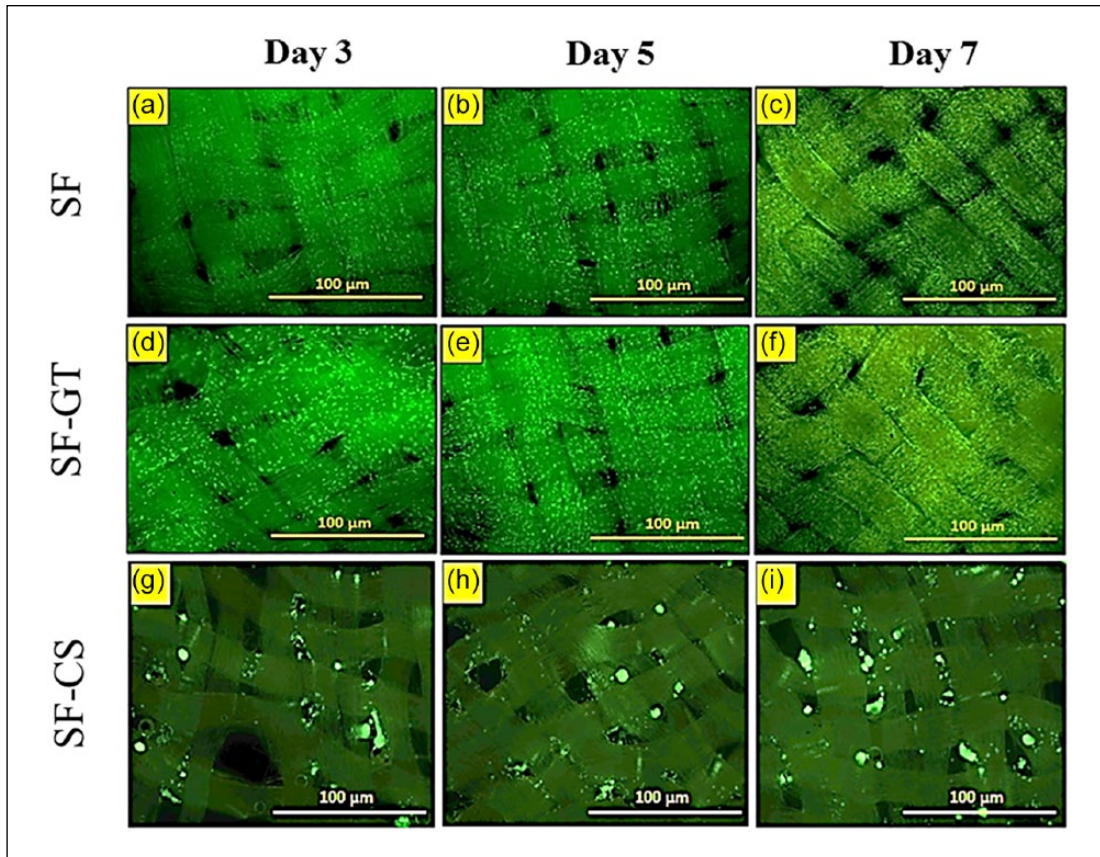 Day 3 Day 5 Day 7
SF
(a) (b) (c)
100 µm 100 µm 100 µm
SF-GT
(d) (e) (f)
100 µm 100 µm 100 µm
SF-CS
(g) (h) (i)
100 µm 100 µm 100 µm